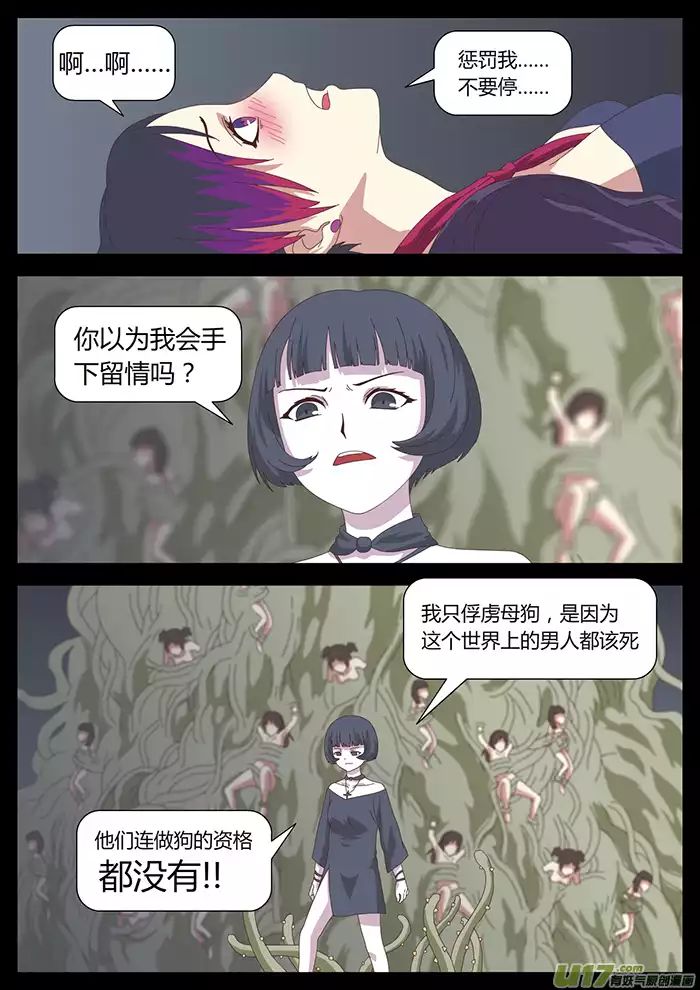 啊…啊……
惩罚我……
不要停……
你以为我会手
下留情吗？
我只俘虏母狗，是因为
这个世界上的男人都该死
他们连做狗的资格
都没有!!
U17.com
有妖气原创漫画